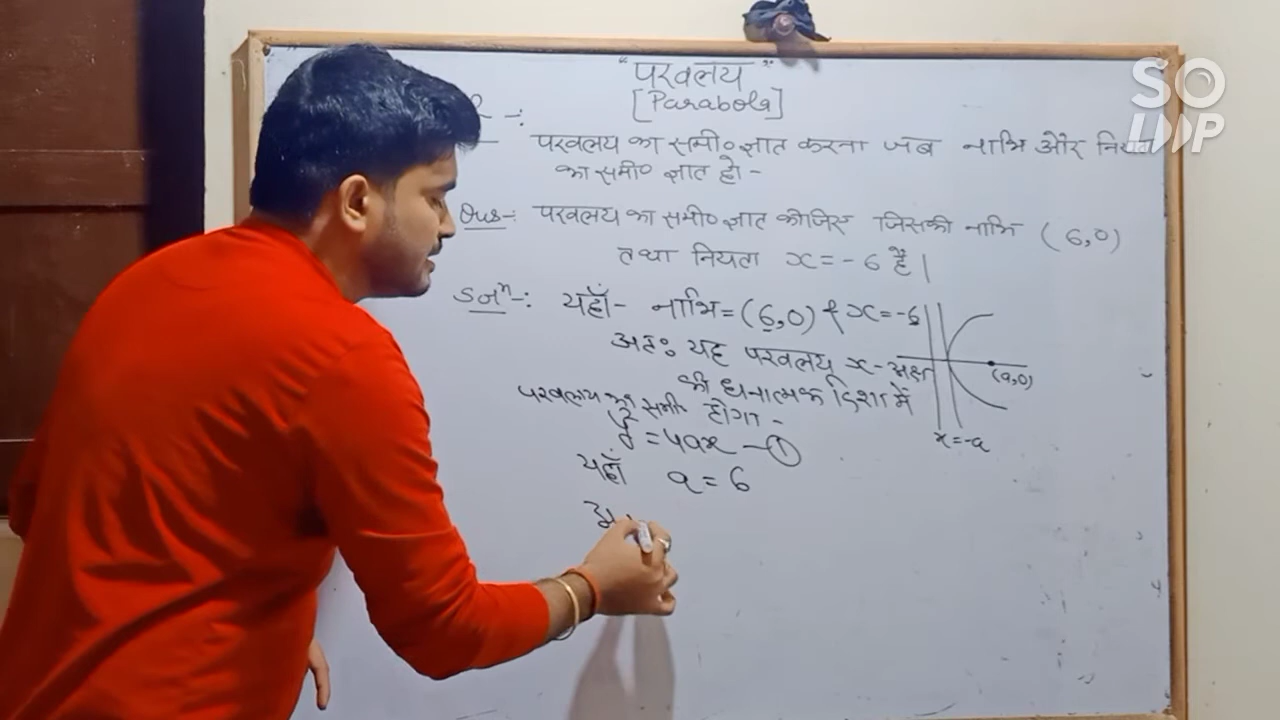 SO
LOOP
"परवलय"
[Parabola]
परवलय का समी० ज्ञात करना जब नाभि और
का समी० ज्ञात हो -
Que-: परवलय का समी० ज्ञात कीजिए जिसकी नाभि (6,0)
तथा नियता x=-6 है|
Solⁿ-: यहाँ- नाभि=(6,0) & x=-6
अतः यह परवलय x-अक्ष
की धनात्मक दिशा में
परवलय का समी० होगा -
y²=4ax —①
यहाँ a=6
(a,0)
x=-a